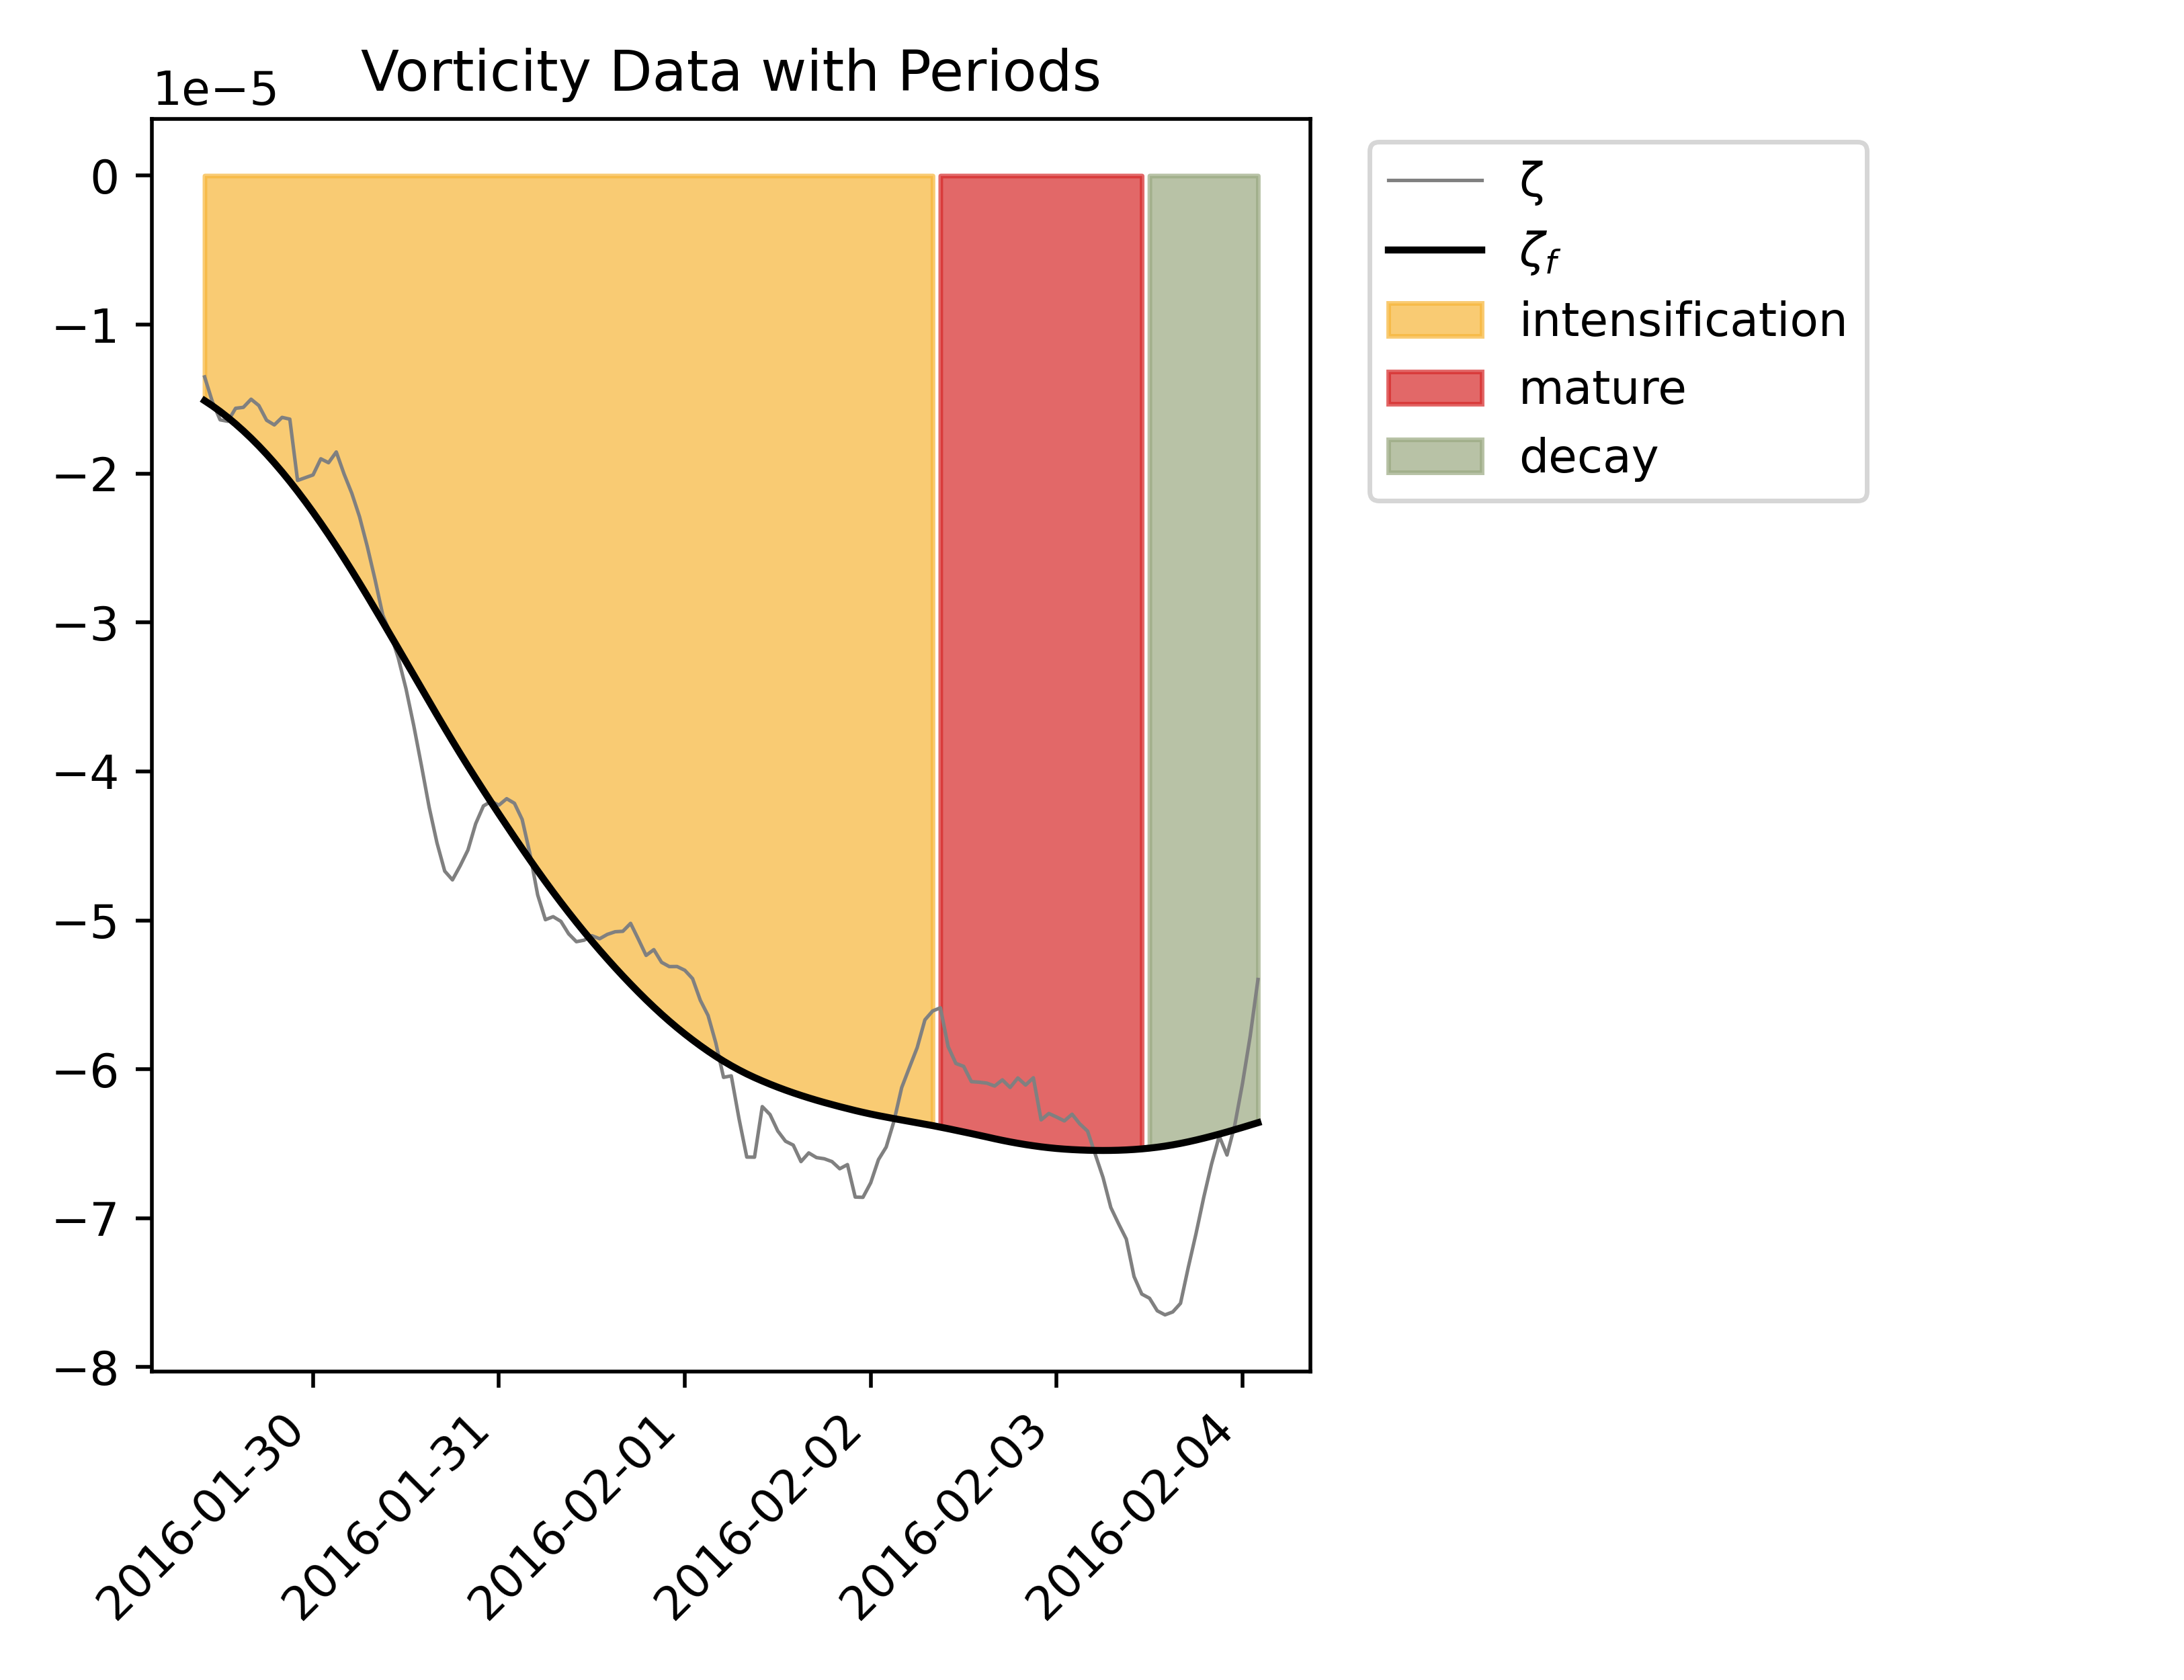 Vorticity Data with Periods
1e−5
0
−1
−2
−3
−4
−5
−6
−7
−8
2016-01-30
2016-01-31
2016-02-01
2016-02-02
2016-02-03
2016-02-04
ζ
ζf
intensification
mature
decay